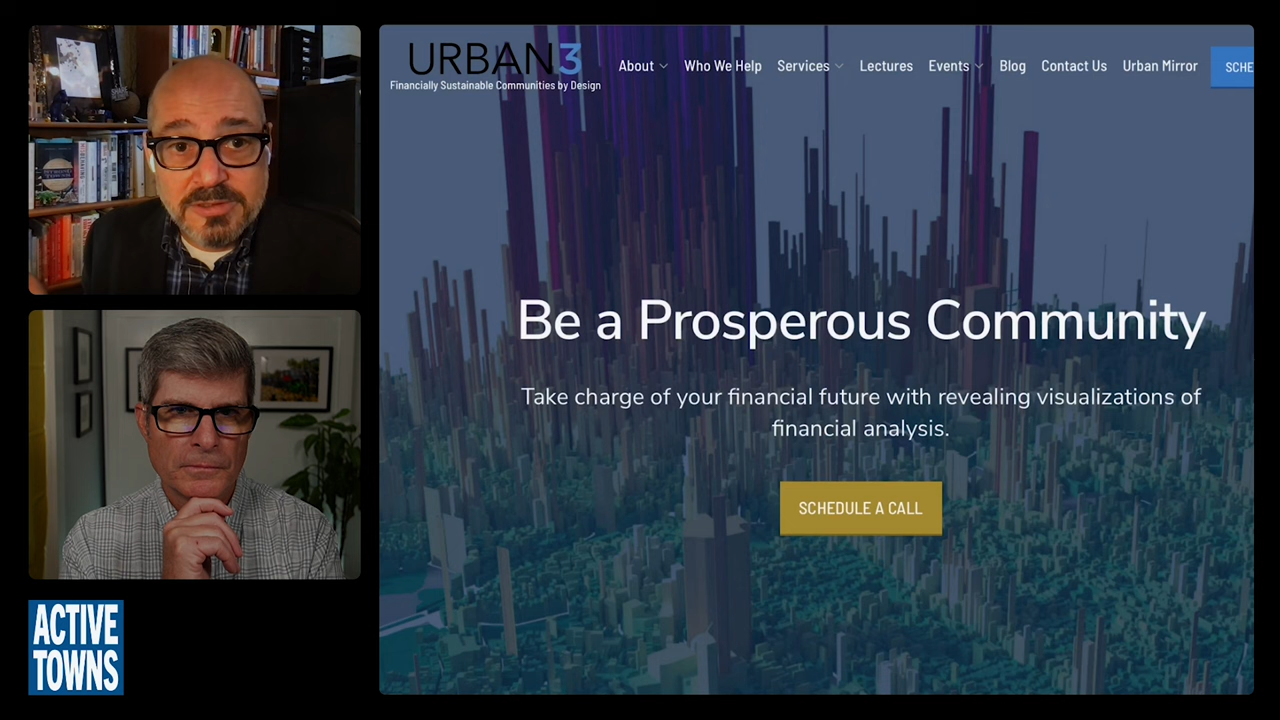 URBAN3
Financially Sustainable Communities by Design
About
Who We Help
Services
Lectures
Events
Blog
Contact Us
Urban Mirror
SCHE
Be a Prosperous Community
Take charge of your financial future with revealing visualizations of
financial analysis.
SCHEDULE A CALL
ACTIVE
TOWNS